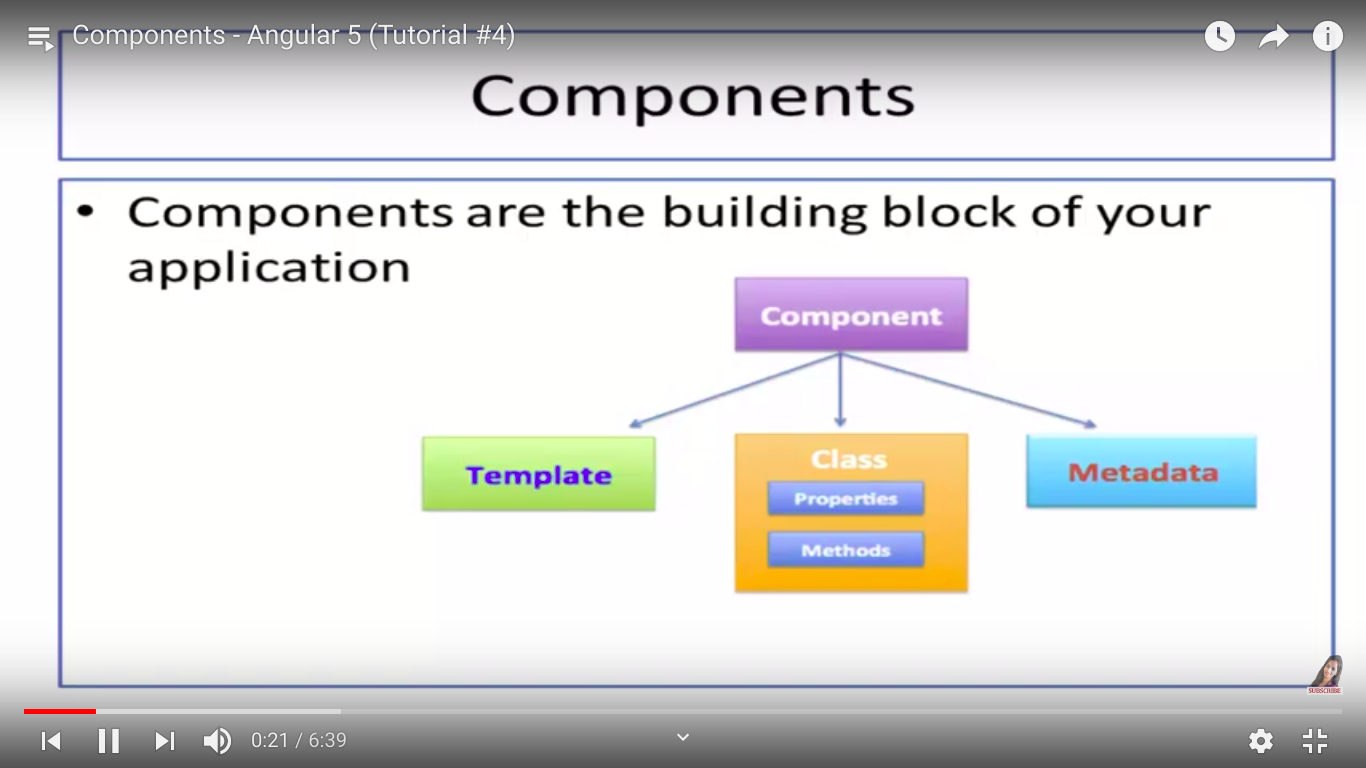 Components - Angular 5 (Tutorial #4)
Components
• Components are the building block of your
application
Component
Template
Class
Metadata
Properties
Methods
SUBSCRIBE
0:21 / 6:39